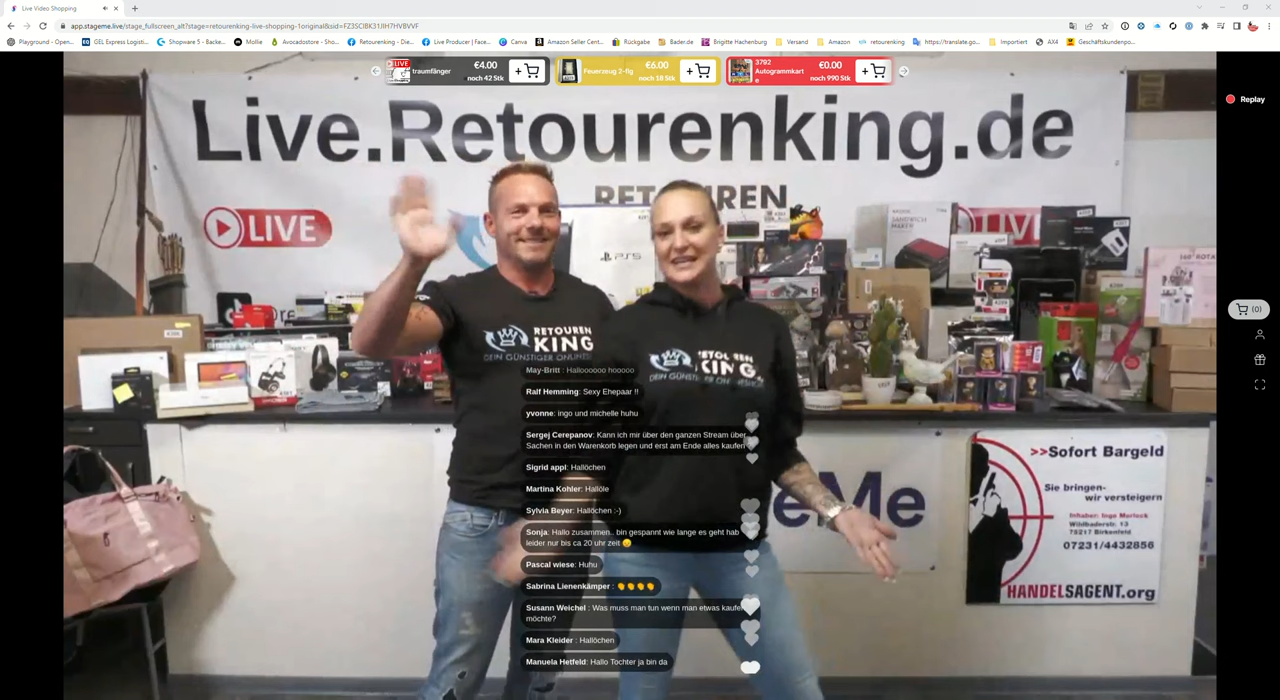 Live Video Shopping
app.stageme.live/stage_fullscreen_alt?stage=retourenking-live-shopping-1original&sid=FZ3SCIBK31JIH7HVBVVF
Playground - Open...
GEL Express Logisti...
Shopware 5 - Backe...
Mollie
Avocadostore - Sho...
Retourenking - Die...
Live Producer | Face...
Canva
Amazon Seller Cent...
Rückgabe
Bader.de
Brigitte Hachenburg
Versand
Amazon
retourenking
https://translate.go...
Importiert
AX4
Geschäftskundenpo...
LIVE
traumfänger
€4.00
noch 42 Stk
+
Feuerzeug 2-flg
€6.00
noch 18 Stk
+
3792
Autogrammkart
e
€0.00
noch 990 Stk
+
Replay
(0)
Live.Retourenking.de
RETOUREN
LIVE
LIVE
PS5
RETOUREN
KING
DEIN GÜNSTIGER ONLINE
KING
May-Britt : Halloooooo hooooo
Ralf Hemming: Sexy Ehepaar !!
yvonne: ingo und michelle huhu
Sergej Cerepanov: Kann ich mir über den ganzen Stream über
Sachen in den Warenkorb legen und erst am Ende alles kaufen
Sigrid appl: Hallöchen
Martina Kohler: Hallöle
Sylvia Beyer: Hallöchen :-)
Sonja: Hallo zusammen . bin gespannt wie lange es geht hab
leider nur bis ca 20 uhr zeit 😕
Pascal wiese: Huhu
Sabrina Lienenkämper : 👏👏👏👏
Susann Weichel : Was muss man tun wenn man etwas kaufen
möchte?
Mara Kleider : Hallöchen
Manuela Hetfeld: Hallo Tochter ja bin da
eMe
>>Sofort Bargeld
Sie bringen-
wir versteigern
Inhaber: Ingo Morlock
Wildbaderstr. 13
75217 Birkenfeld
07231/4432856
HANDELSAGENT.org